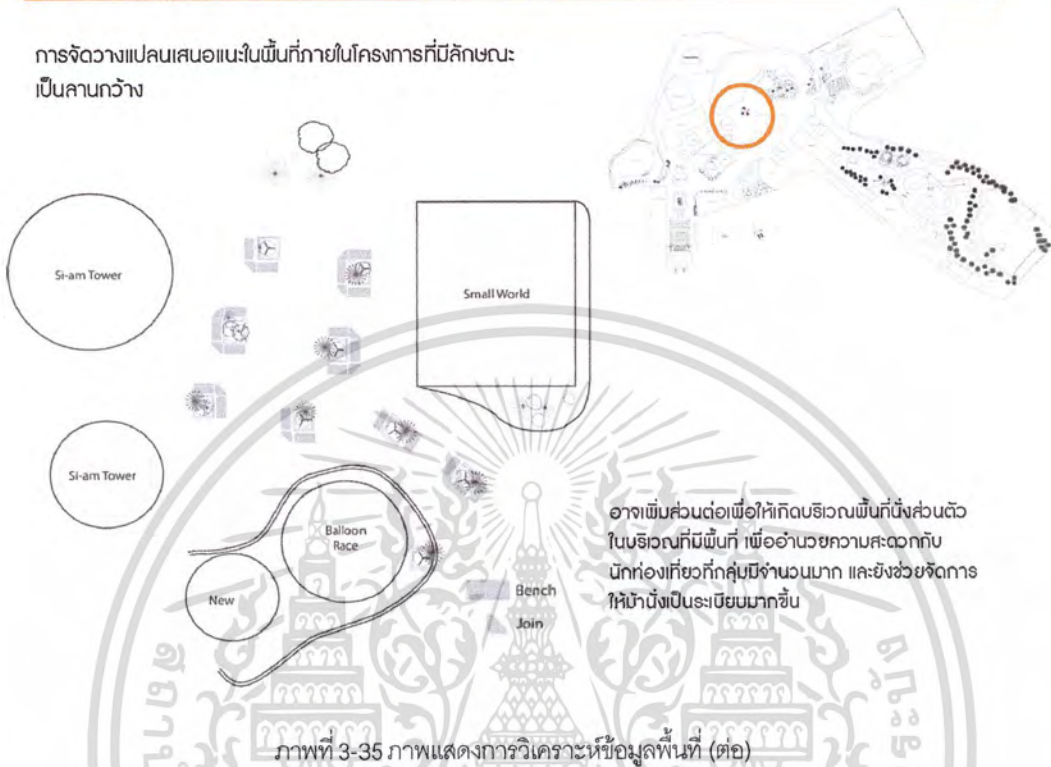 การจัดวางแปลนเสนอแนะในพื้นที่ภายในโครงการที่มีลักษณะ
เป็นลานกว้าง
Si-am Tower
Small World
Si-am Tower
Balloon
Race
New
Bench
Join
อาจเพิ่มส่วนต่อเพื่อให้เกิดบริเวณพื้นที่นั่งส่วนตัว
ในบริเวณที่มีพื้นที่ เพื่ออำนวยความสะดวกกับ
นักท่องเที่ยวที่กลุ่มมีจำนวนมาก และยังช่วยจัดการ
ให้ม้านั่งเป็นระเบียบมากขึ้น
ภาพที่ 3-35 ภาพแสดงการวิเคราะห์ข้อมูลพื้นที่ (ต่อ)